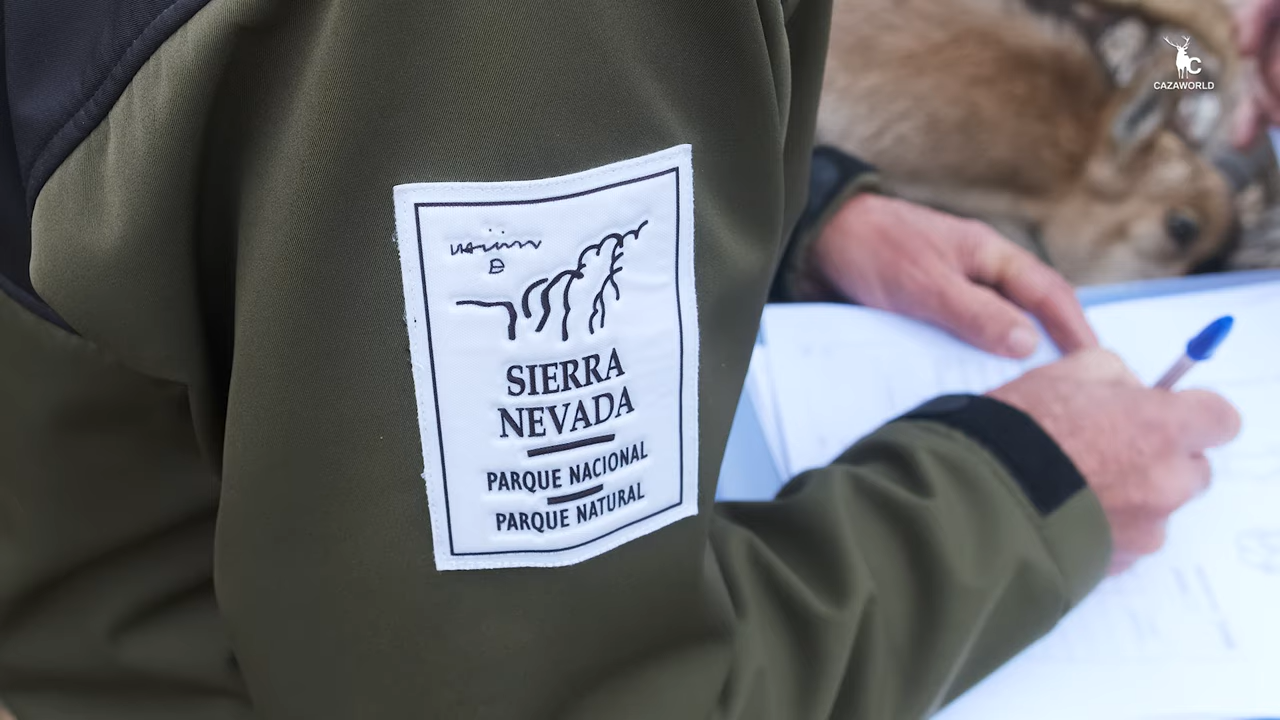 SIERRA
NEVADA
PARQUE NACIONAL
PARQUE NATURAL
CAZAWORLD